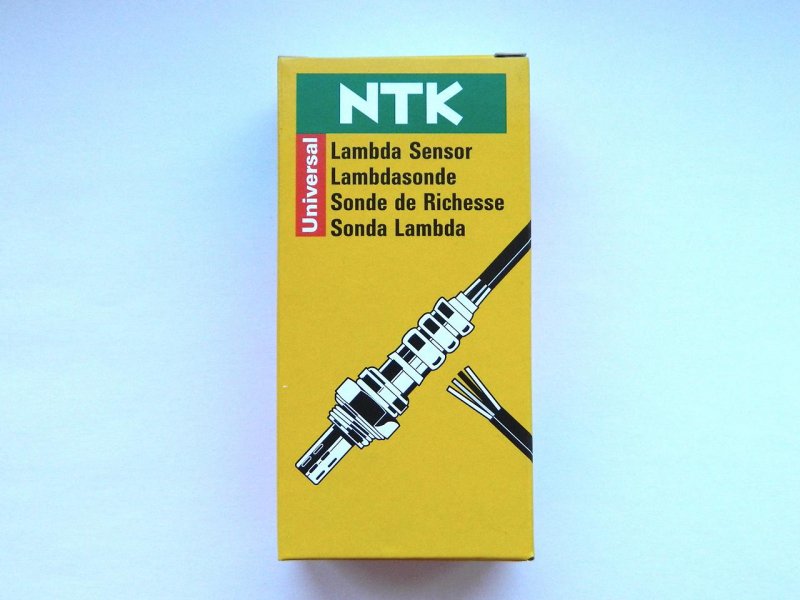 NTK
Universal
Lambda Sensor
Lambdasonde
Sonde de Richesse
Sonda Lambda